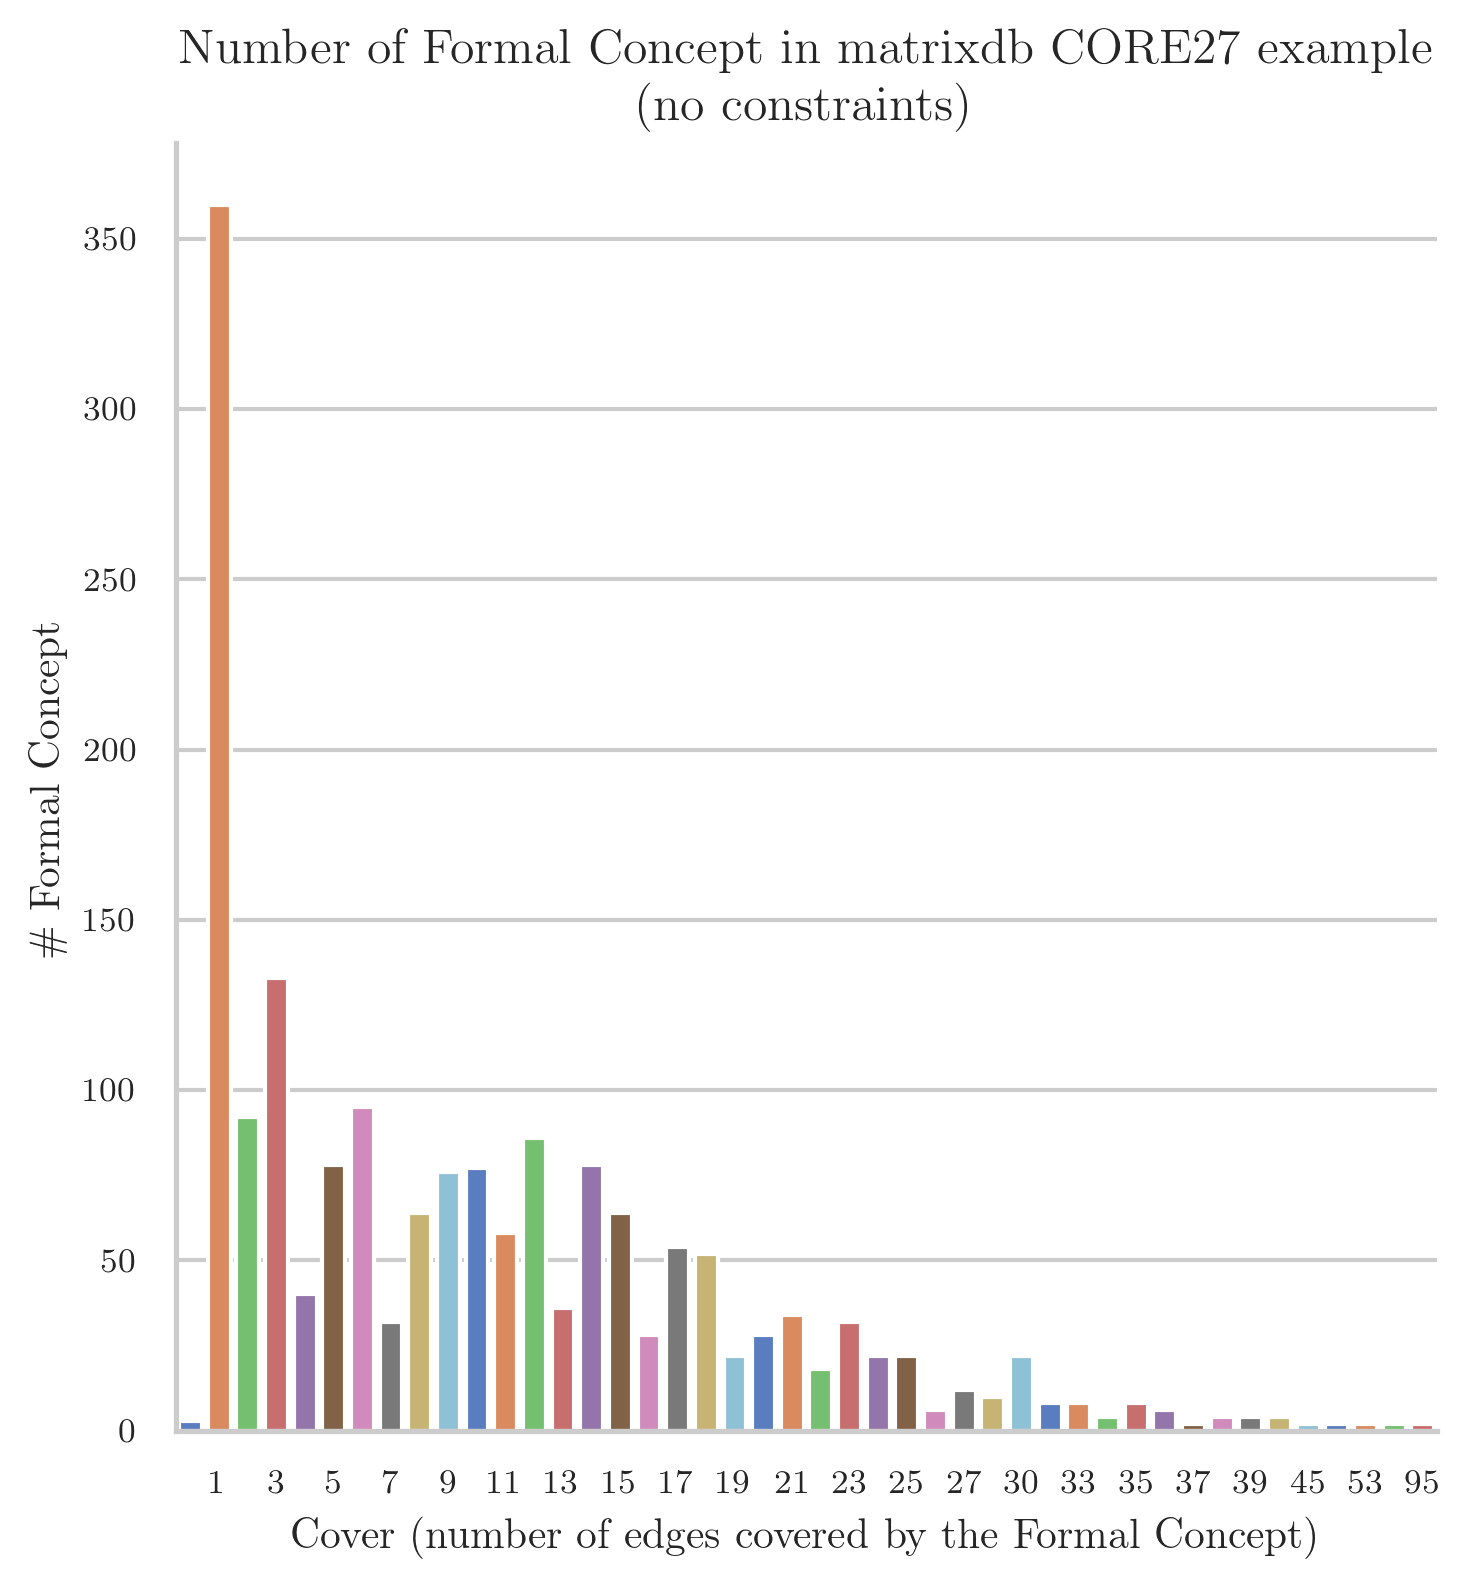 Number of Formal Concept in matrixdb CORE27 example
(no constraints)
# Formal Concept
350
300
250
200
150
100
50
0
1 3 5 7 9 11 13 15 17 19 21 23 25 27 30 33 35 37 39 45 53 95
Cover (number of edges covered by the Formal Concept)